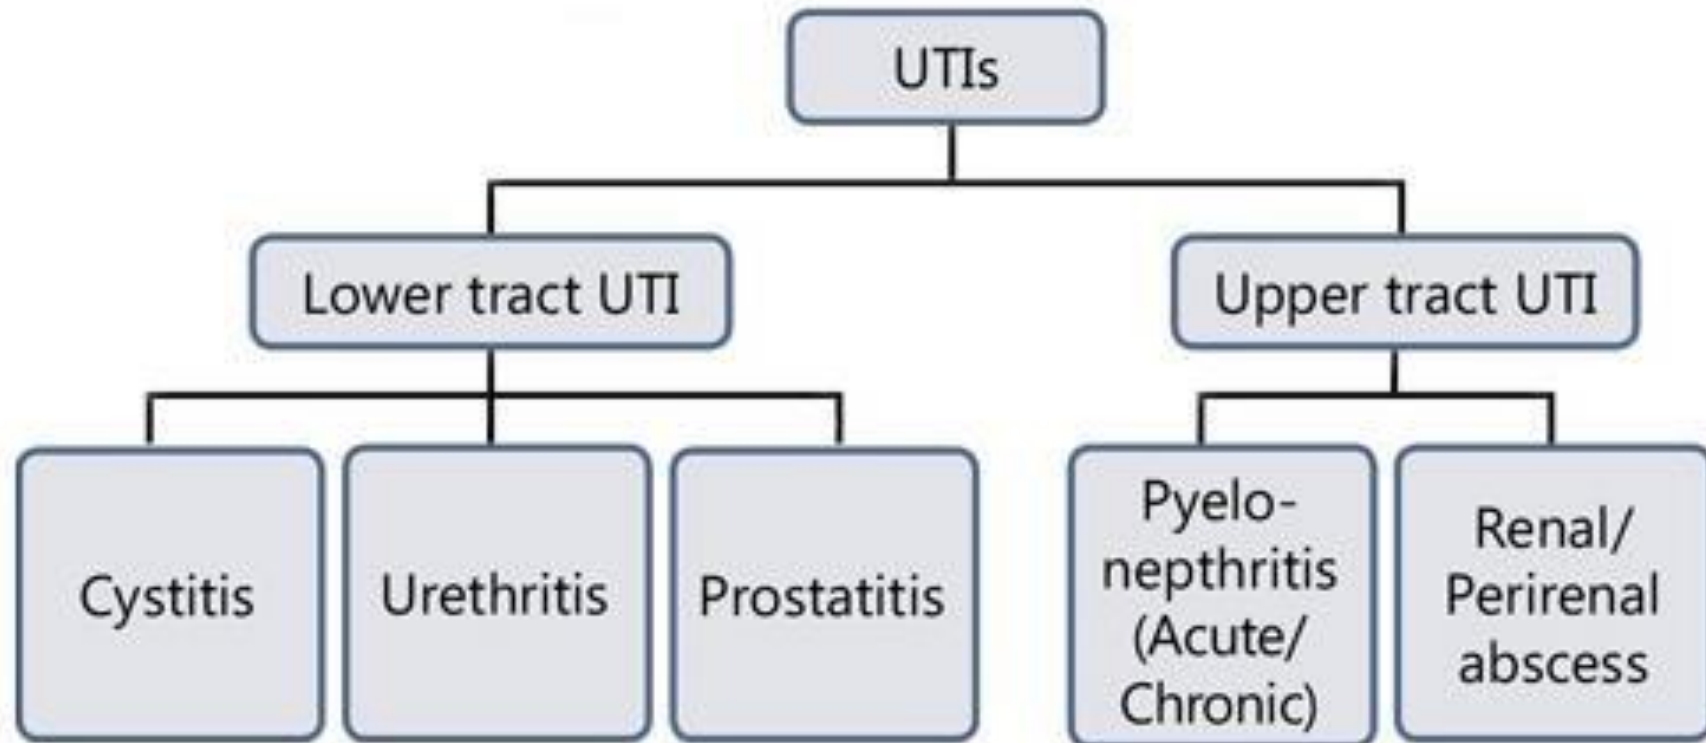 UTIs
Lower tract UTI
Upper tract UTI
Cystitis
Urethritis
Prostatitis
Pyelo-
nepthritis
(Acute/
Chronic)
Renal/
Perirenal
abscess